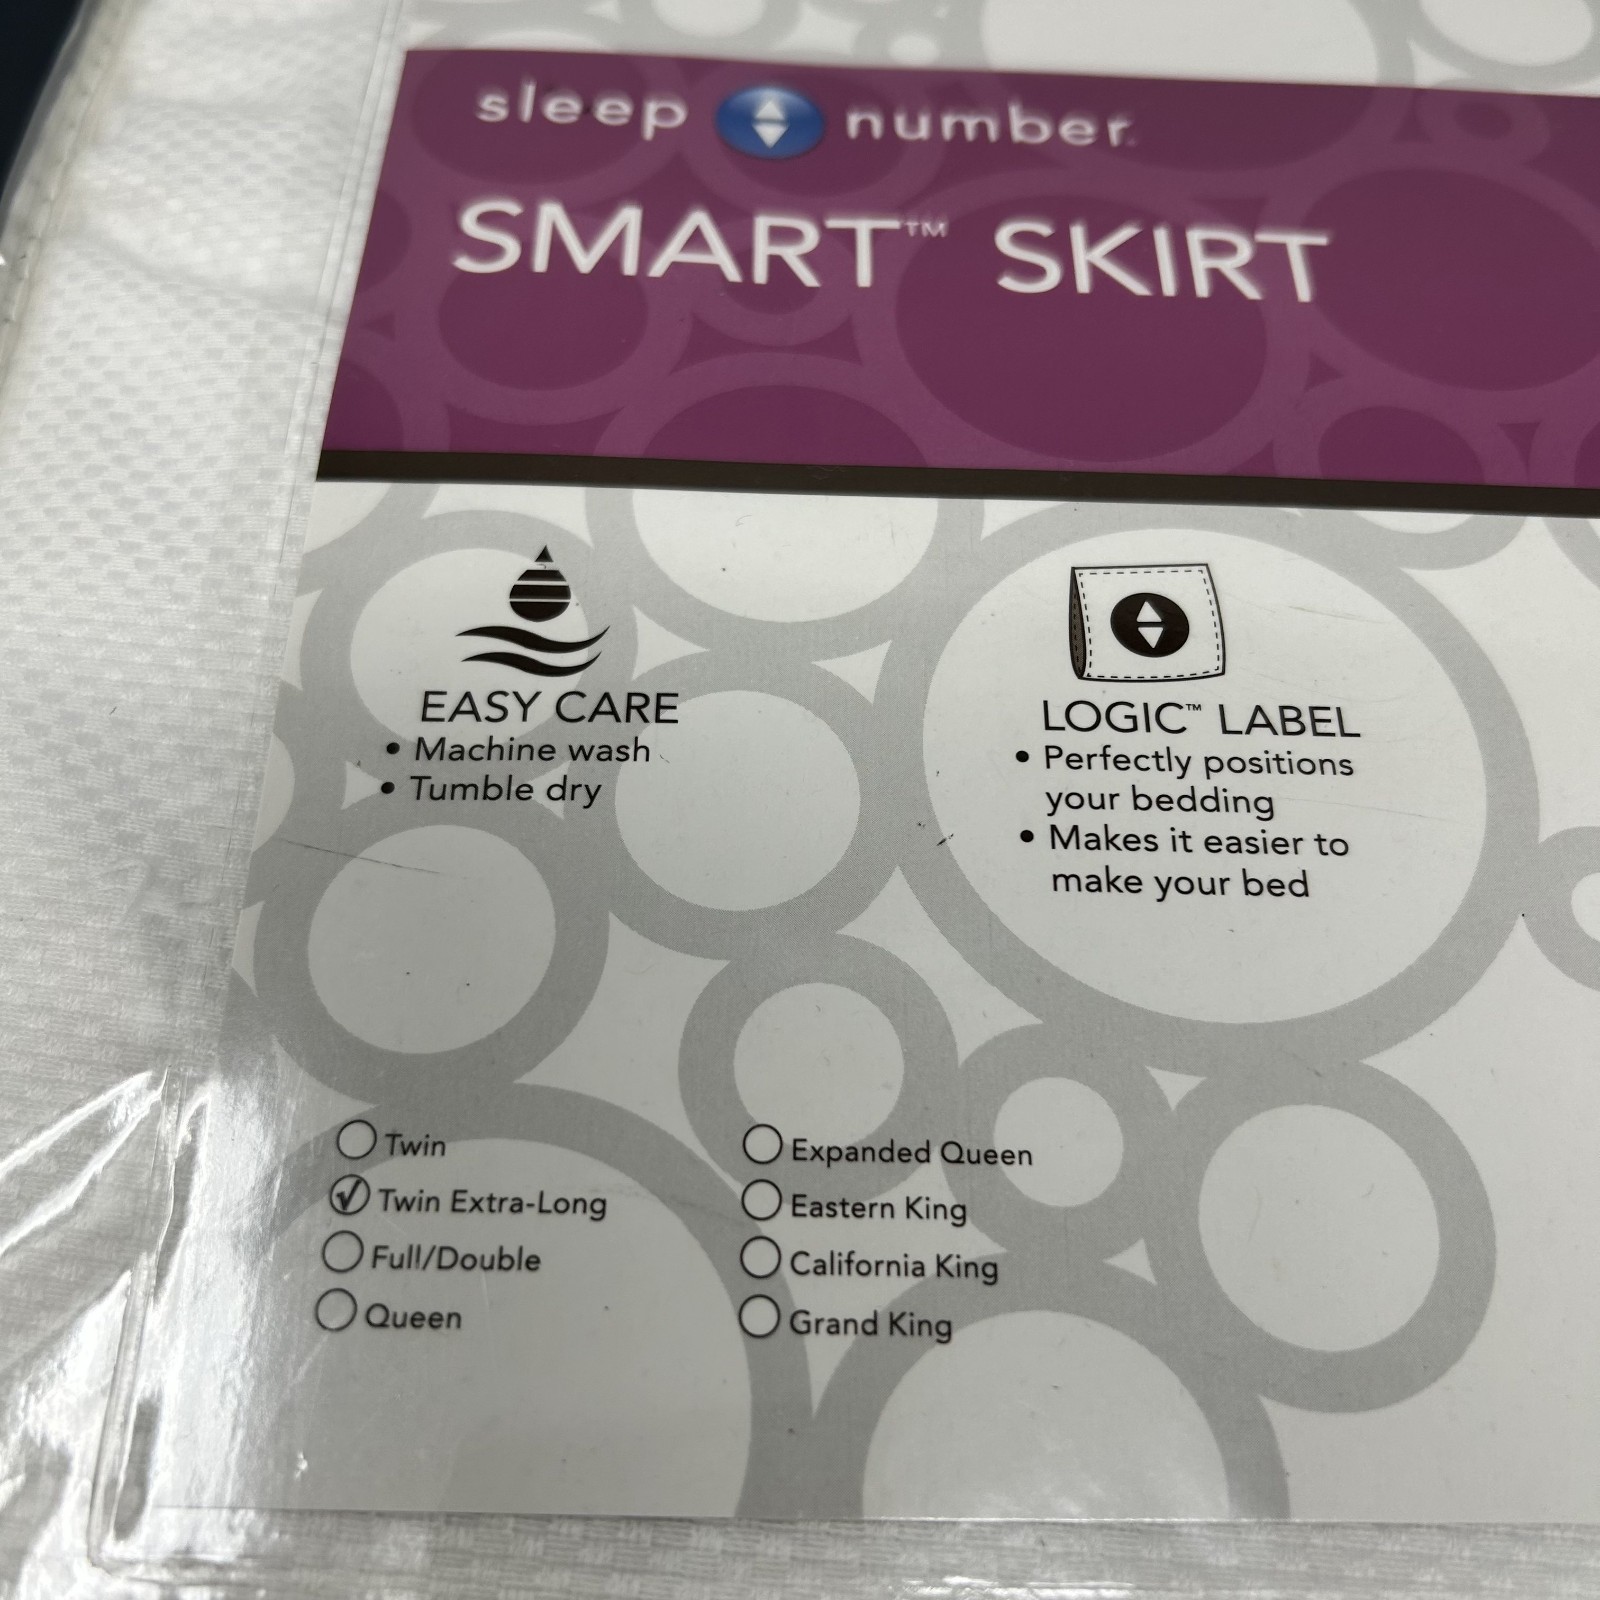 sleep number.
SMART™ SKIRT
EASY CARE
• Machine wash
• Tumble dry
LOGIC™ LABEL
• Perfectly positions
your bedding
• Makes it easier to
make your bed
Twin
Twin Extra-Long
Full/Double
Queen
Expanded Queen
Eastern King
California King
Grand King